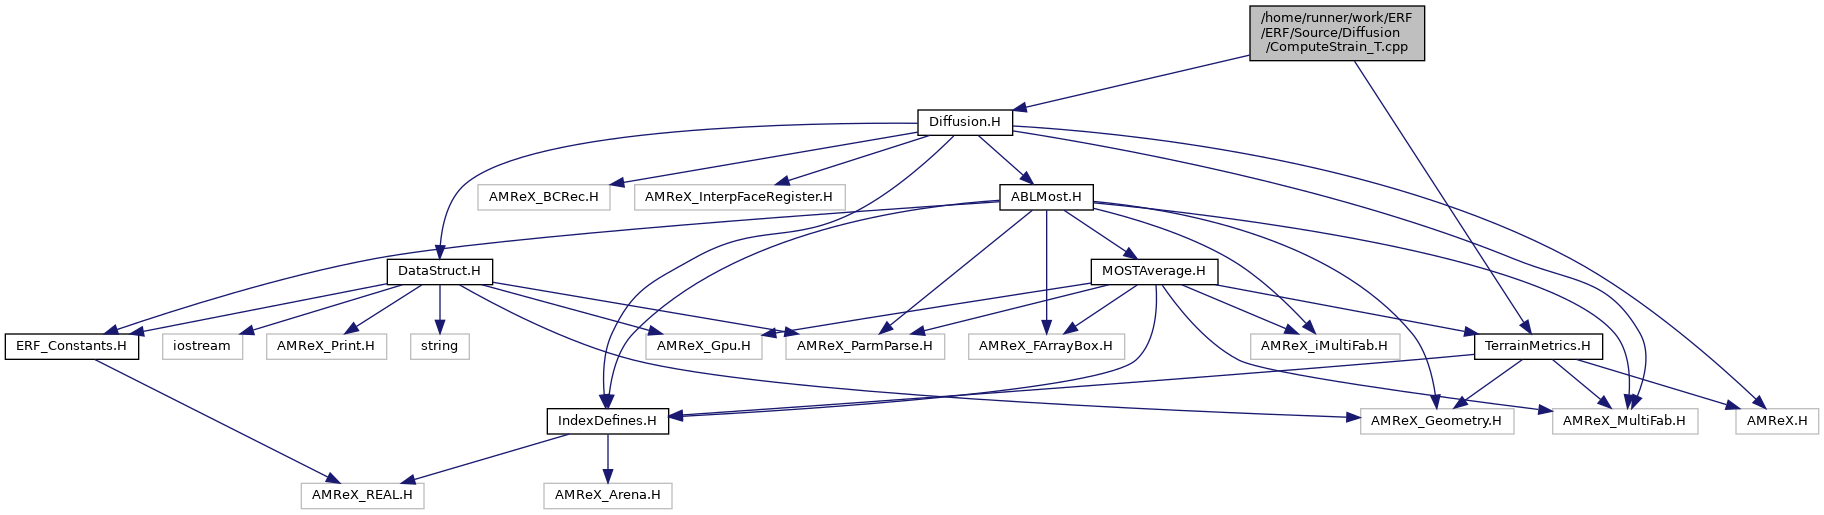 /home/runner/work/ERF
/ERF/Source/Diffusion
/ComputeStrain_T.cpp
Diffusion.H
AMReX_BCRec.H
AMReX_InterpFaceRegister.H
ABLMost.H
DataStruct.H
MOSTAverage.H
ERF_Constants.H
iostream
AMReX_Print.H
string
AMReX_Gpu.H
AMReX_ParmParse.H
AMReX_FArrayBox.H
AMReX_iMultiFab.H
TerrainMetrics.H
IndexDefines.H
AMReX_Geometry.H
AMReX_MultiFab.H
AMReX.H
AMReX_REAL.H
AMReX_Arena.H